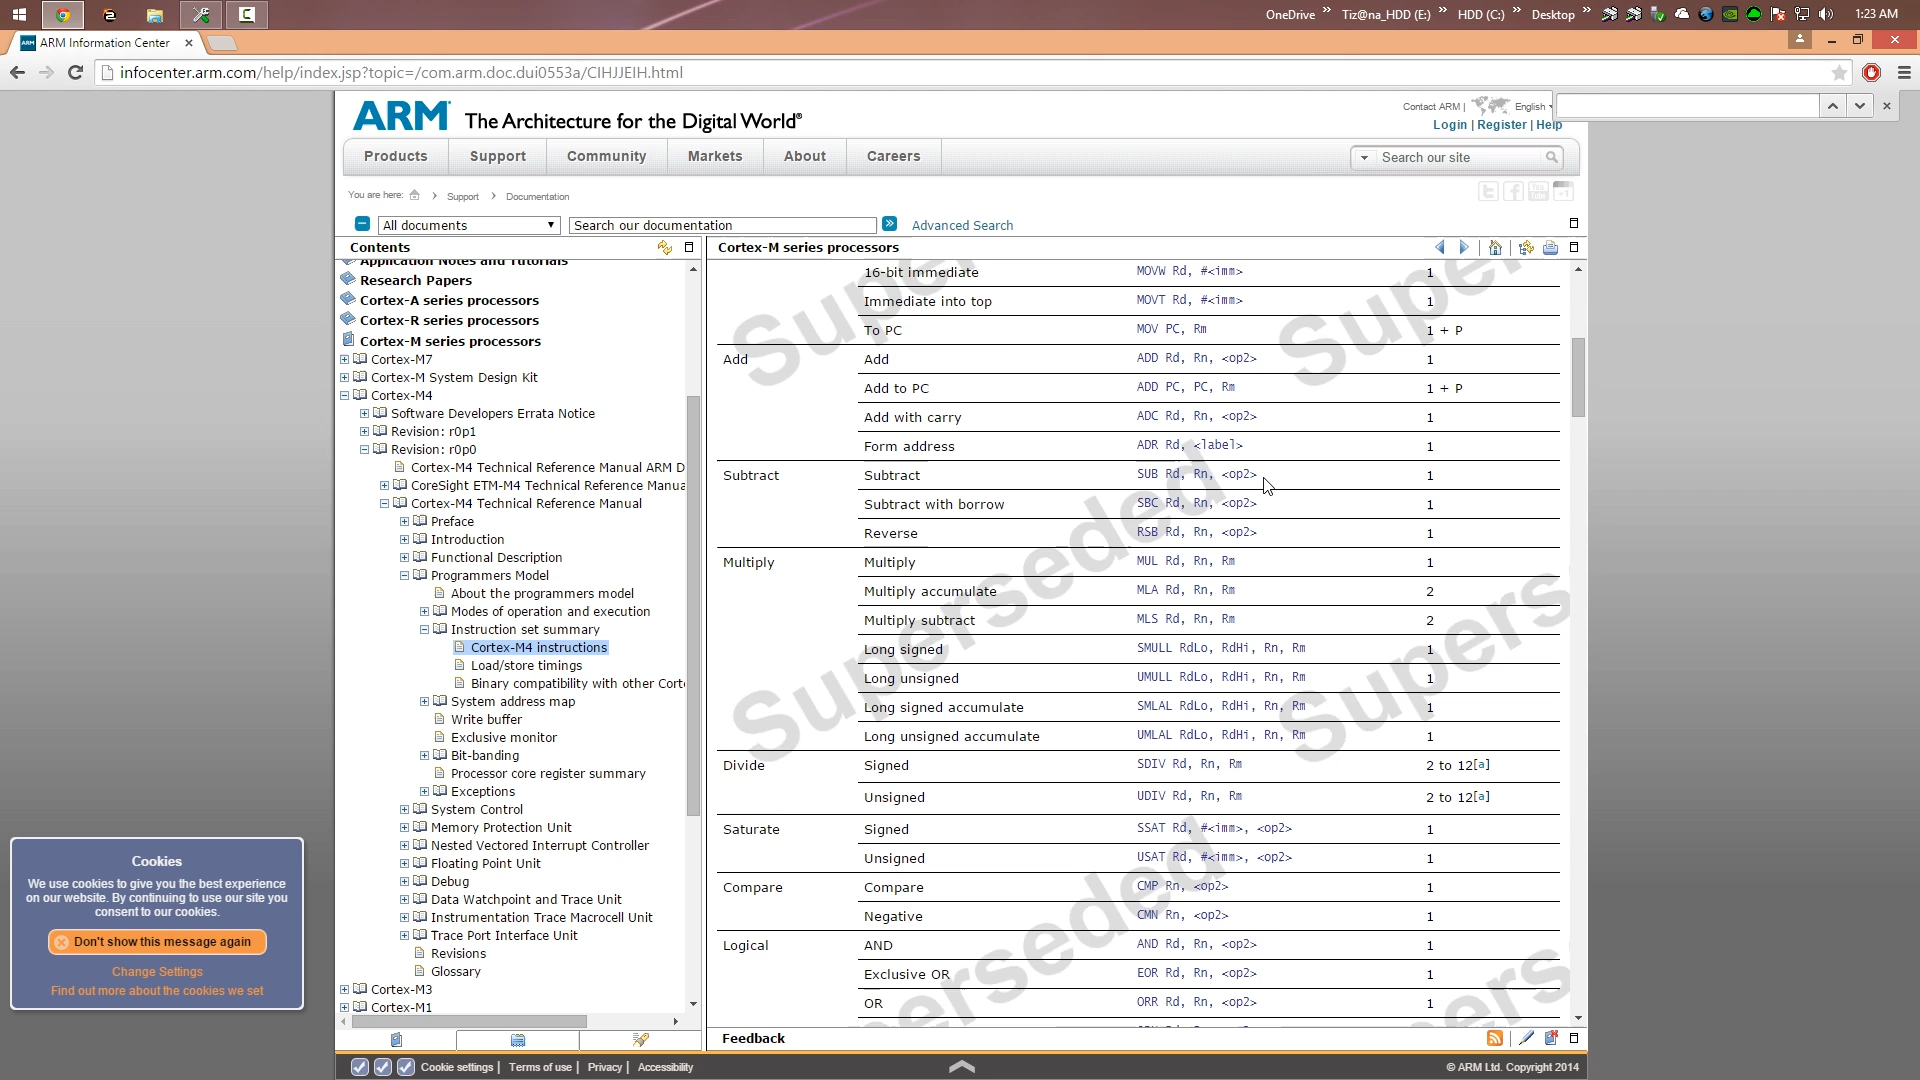 OneDrive » Tiz@na_HDD (E:) » HDD (C:) » Desktop » 1:23 AM
ARM Information Center
infocenter.arm.com/help/index.jsp?topic=/com.arm.doc.dui0553a/CIHJJEIH.html
ARM The Architecture for the Digital World®
Contact ARM | English
Login | Register | Help
Products Support Community Markets About Careers
Search our site
You are here: Support Documentation
All documents Search our documentation Advanced Search
Contents
Application Notes and Tutorials
Research Papers
Cortex-A series processors
Cortex-R series processors
Cortex-M series processors
Cortex-M7
Cortex-M System Design Kit
Cortex-M4
Software Developers Errata Notice
Revision: r0p1
Revision: r0p0
Cortex-M4 Technical Reference Manual ARM D
CoreSight ETM-M4 Technical Reference Manua
Cortex-M4 Technical Reference Manual
Preface
Introduction
Functional Description
Programmers Model
About the programmers model
Modes of operation and execution
Instruction set summary
Cortex-M4 instructions
Load/store timings
Binary compatibility with other Cort
System address map
Write buffer
Exclusive monitor
Bit-banding
Processor core register summary
Exceptions
System Control
Memory Protection Unit
Nested Vectored Interrupt Controller
Floating Point Unit
Debug
Data Watchpoint and Trace Unit
Instrumentation Trace Macrocell Unit
Trace Port Interface Unit
Revisions
Glossary
Cortex-M3
Cortex-M1
Cortex-M series processors
16-bit immediate MOVW Rd, #<imm> 1
Immediate into top MOVT Rd, #<imm> 1
To PC MOV PC, Rm 1 + P
Add Add ADD Rd, Rn, <op2> 1
Add to PC ADD PC, PC, Rm 1 + P
Add with carry ADC Rd, Rn, <op2> 1
Form address ADR Rd, <label> 1
Subtract Subtract SUB Rd, Rn, <op2> 1
Subtract with borrow SBC Rd, Rn, <op2> 1
Reverse RSB Rd, Rn, <op2> 1
Multiply Multiply MUL Rd, Rn, Rm 1
Multiply accumulate MLA Rd, Rn, Rm 2
Multiply subtract MLS Rd, Rn, Rm 2
Long signed SMULL RdLo, RdHi, Rn, Rm 1
Long unsigned UMULL RdLo, RdHi, Rn, Rm 1
Long signed accumulate SMLAL RdLo, RdHi, Rn, Rm 1
Long unsigned accumulate UMLAL RdLo, RdHi, Rn, Rm 1
Divide Signed SDIV Rd, Rn, Rm 2 to 12[a]
Unsigned UDIV Rd, Rn, Rm 2 to 12[a]
Saturate Signed SSAT Rd, #<imm>, <op2> 1
Unsigned USAT Rd, #<imm>, <op2> 1
Compare Compare CMP Rn, <op2> 1
Negative CMN Rn, <op2> 1
Logical AND AND Rd, Rn, <op2> 1
Exclusive OR EOR Rd, Rn, <op2> 1
OR ORR Rd, Rn, <op2> 1
Superseded
Superseded
Feedback
Cookies
We use cookies to give you the best experience
on our website. By continuing to use our site you
consent to our cookies.
Don't show this message again
Change Settings
Find out more about the cookies we set
Cookie settings | Terms of use | Privacy | Accessibility
© ARM Ltd. Copyright 2014